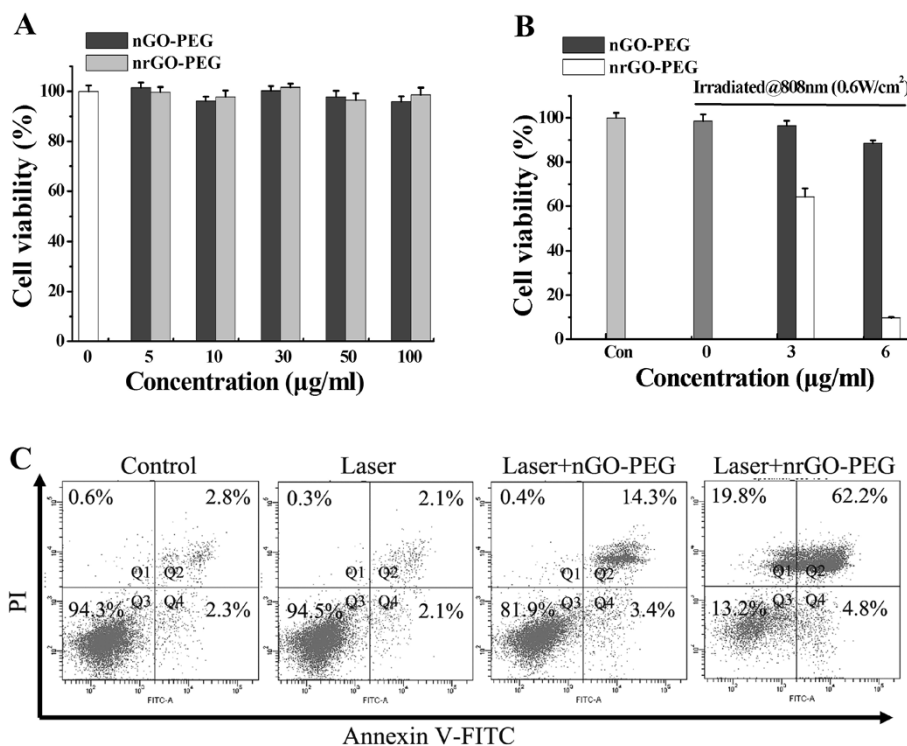 A
nGO-PEG
nrGO-PEG
Cell viability (%)
120
100
80
60
40
20
0
0 5 10 30 50 100
Concentration (µg/ml)
B
nGO-PEG
nrGO-PEG
Irradiated@808nm (0.6W/cm²)
Cell viability (%)
100
80
60
40
20
0
Con 0 3 6
Concentration (µg/ml)
C
Control Laser Laser+nGO-PEG Laser+nrGO-PEG
0.6% 2.8% 0.3% 2.1% 0.4% 14.3% 19.8% 62.2%
Q1 Q2 Q1 Q2 Q1 Q2 Q1 Q2
Q3 Q4 Q3 Q4 Q3 Q4 Q3 Q4
94.3% 2.3% 94.5% 2.1% 81.9% 3.4% 13.2% 4.8%
FITC-A FITC-A FITC-A FITC-A
PI
Annexin V-FITC